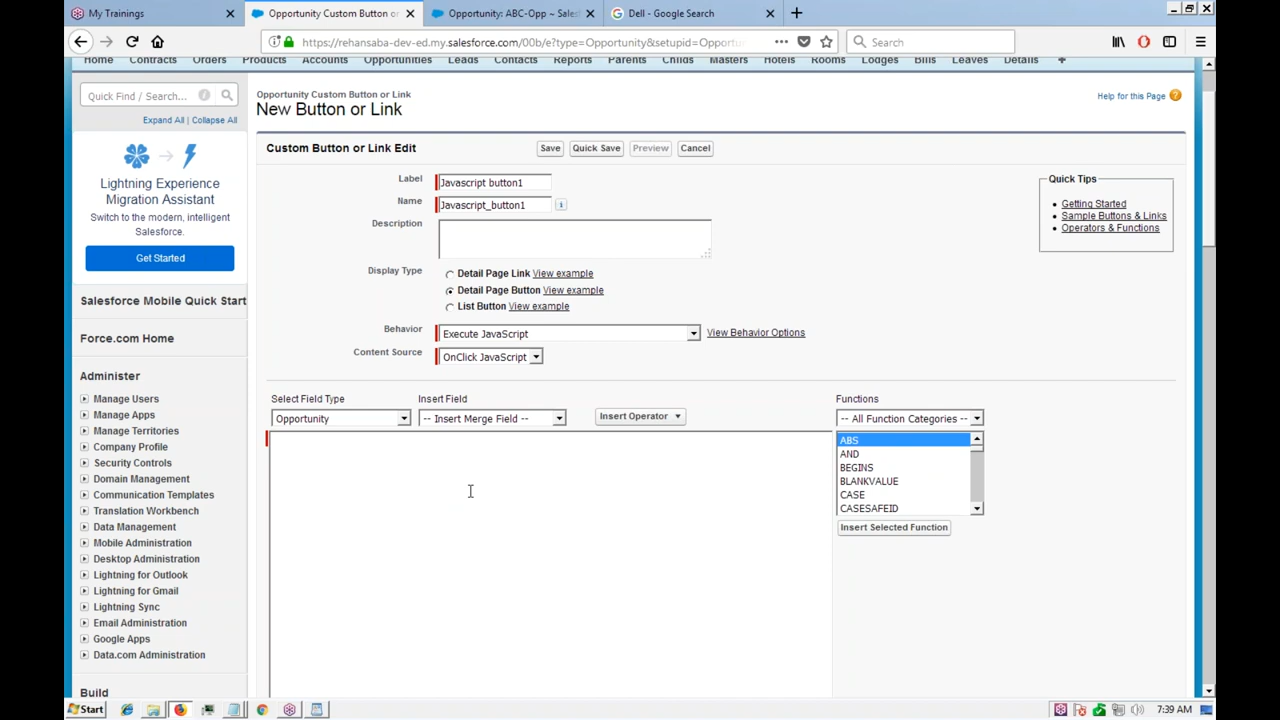 My Trainings
Opportunity Custom Button or
Opportunity: ABC-Opp ~ Sales
Dell - Google Search
https://rehansaba-dev-ed.my.salesforce.com/00b/e?type=Opportunity&setupid=Opportu
Search
Home Contracts Orders Products Accounts Opportunities Leads Contacts Reports Parents Childs Masters Hotels Rooms Lodges Bills Leaves Details +
Quick Find / Search...
Expand All | Collapse All
Lightning Experience
Migration Assistant
Switch to the modern, intelligent
Salesforce.
Get Started
Salesforce Mobile Quick Start
Force.com Home
Administer
Manage Users
Manage Apps
Manage Territories
Company Profile
Security Controls
Domain Management
Communication Templates
Translation Workbench
Data Management
Mobile Administration
Desktop Administration
Lightning for Outlook
Lightning for Gmail
Lightning Sync
Email Administration
Google Apps
Data.com Administration
Build
Opportunity Custom Button or Link
New Button or Link
Help for this Page
Custom Button or Link Edit
Save Quick Save Preview Cancel
Label Javascript button1
Name Javascript_button1
Description
Display Type Detail Page Link View example
Detail Page Button View example
List Button View example
Behavior Execute JavaScript View Behavior Options
Content Source OnClick JavaScript
Quick Tips
Getting Started
Sample Buttons & Links
Operators & Functions
Select Field Type Insert Field
Opportunity -- Insert Merge Field -- Insert Operator
Functions
-- All Function Categories --
ABS
AND
BEGINS
BLANKVALUE
CASE
CASESAFEID
Insert Selected Function
Start
7:39 AM